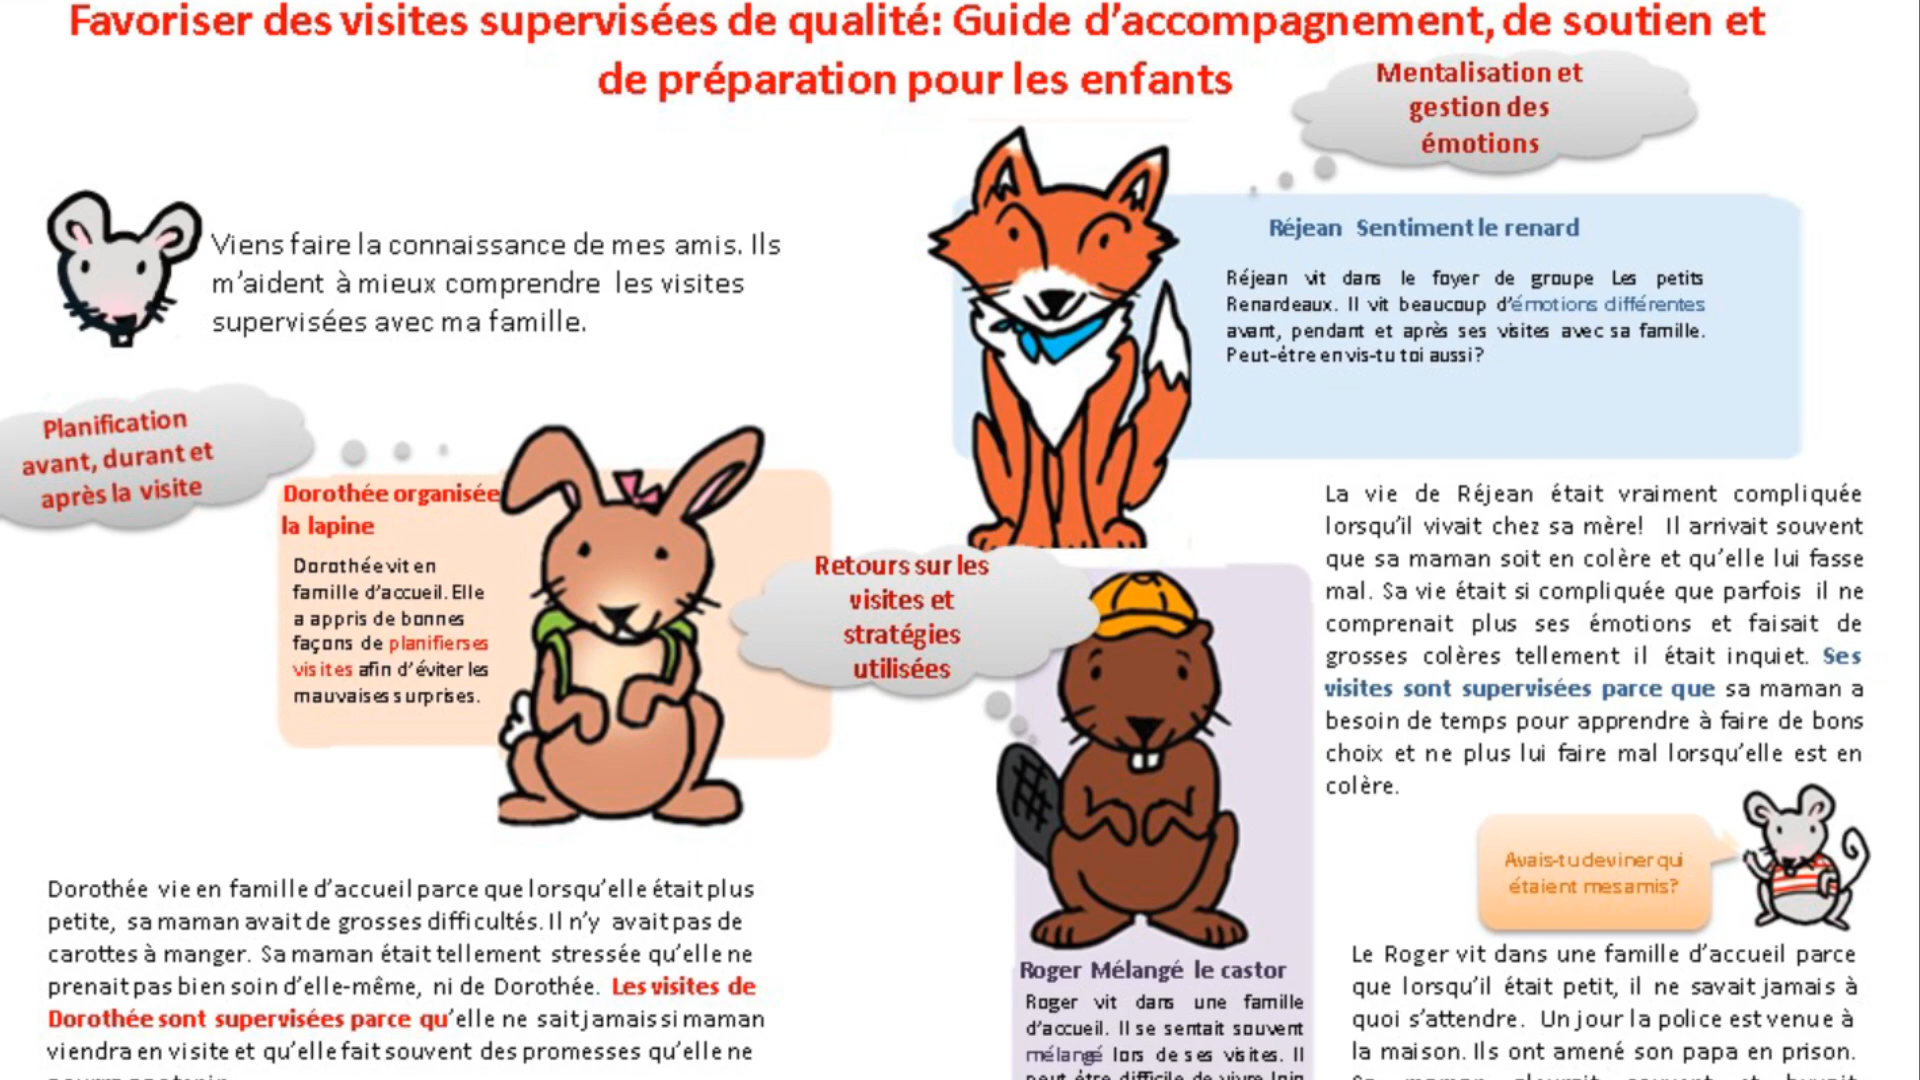 Favoriser des visites supervisées de qualité: Guide d'accompagnement, de soutien et
de préparation pour les enfants
Mentalisation et
gestion des
émotions
Viens faire la connaissance de mes amis. Ils
m'aident à mieux comprendre les visites
supervisées avec ma famille.
Réjean Sentiment le renard
Réjean vit dans le foyer de groupe Les petits
Renardeaux. Il vit beaucoup d'émotions différentes
avant, pendant et après ses visites avec sa famille.
Peut-être en vis-tu toi aussi?
Planification
avant, durant et
après la visite
Dorothée organisée
la lapine
Dorothée vit en
famille d'accueil. Elle
a appris de bonnes
façons de planifier ses
visites afin d'éviter les
mauvaises surprises.
Retours sur les
visites et
stratégies
utilisées
La vie de Réjean était vraiment compliquée
lorsqu'il vivait chez sa mère! Il arrivait souvent
que sa maman soit en colère et qu'elle lui fasse
mal. Sa vie était si compliquée que parfois il ne
comprenait plus ses émotions et faisait de
grosses colères tellement il était inquiet. Ses
visites sont supervisées parce que sa maman a
besoin de temps pour apprendre à faire de bons
choix et ne plus lui faire mal lorsqu'elle est en
colère.
Avais-tu deviner qui
étaient mes amis?
Dorothée vie en famille d'accueil parce que lorsqu'elle était plus
petite, sa maman avait de grosses difficultés. Il n'y avait pas de
carottes à manger. Sa maman était tellement stressée qu'elle ne
prenait pas bien soin d'elle-même, ni de Dorothée. Les visites de
Dorothée sont supervisées parce qu'elle ne sait jamais si maman
viendra en visite et qu'elle fait souvent des promesses qu'elle ne
Roger Mélangé le castor
Roger vit dans une famille
d'accueil. Il se sentait souvent
mélangé lors de ses visites. Il
peut être difficile de vivre loin
Le Roger vit dans une famille d'accueil parce
que lorsqu'il était petit, il ne savait jamais à
quoi s'attendre. Un jour la police est venue à
la maison. Ils ont amené son papa en prison.